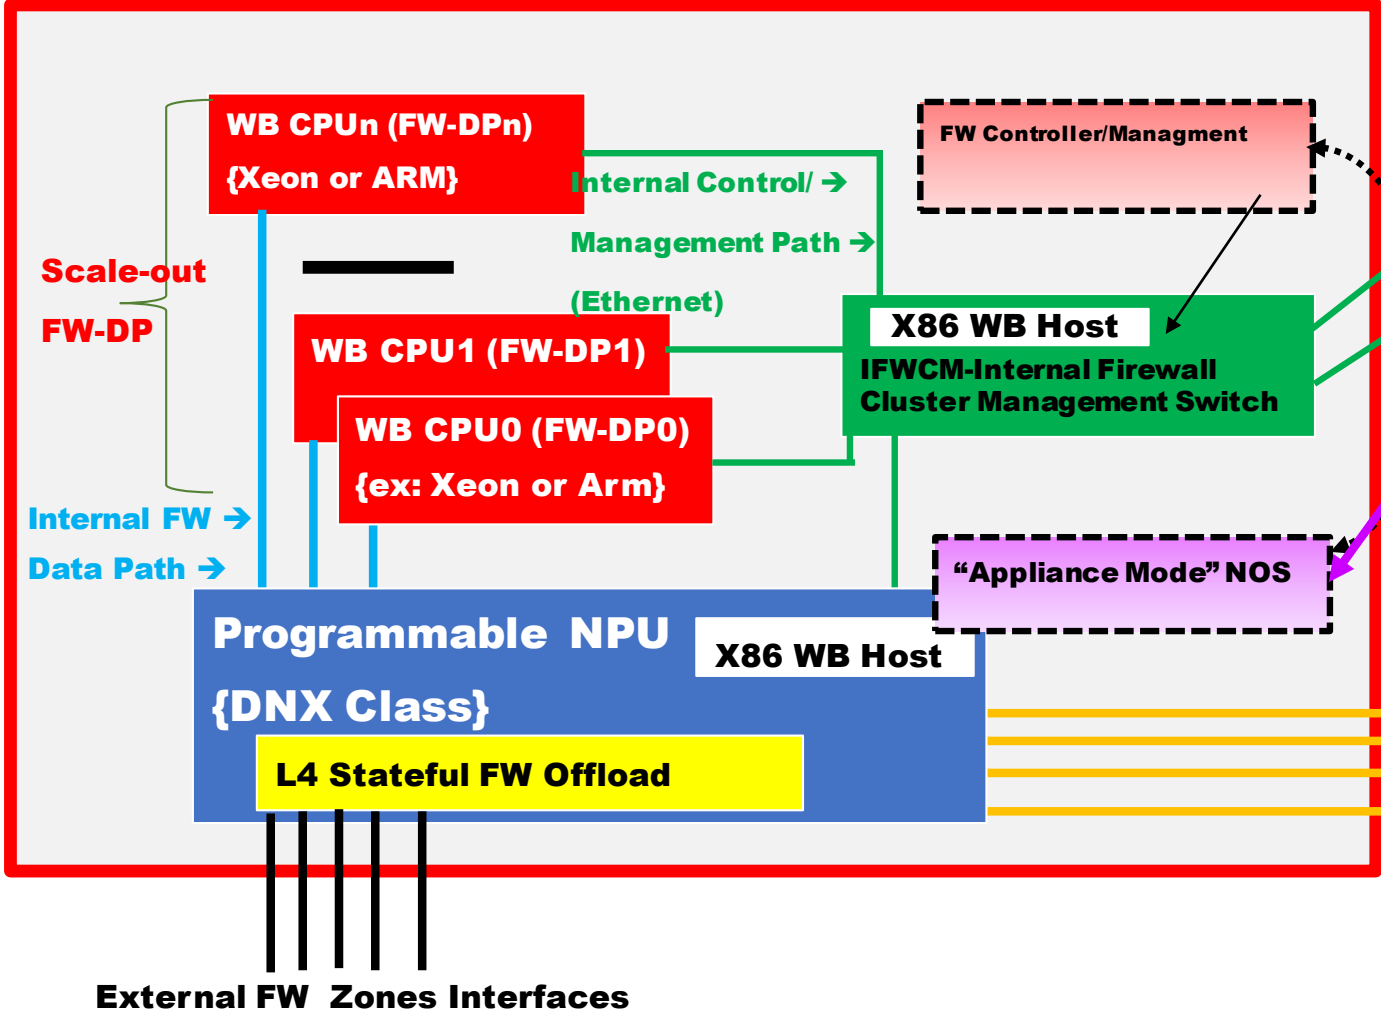 WB CPUn (FW-DPn)
{Xeon or ARM}
FW Controller/Managment
Internal Control/ ➔
Management Path ➔
(Ethernet)
Scale-out
FW-DP
X86 WB Host
IFWCM-Internal Firewall
Cluster Management Switch
WB CPU1 (FW-DP1)
WB CPU0 (FW-DP0)
{ex: Xeon or Arm}
Internal FW ➔
Data Path ➔
“Appliance Mode” NOS
Programmable NPU
{DNX Class}
X86 WB Host
L4 Stateful FW Offload
External FW Zones Interfaces